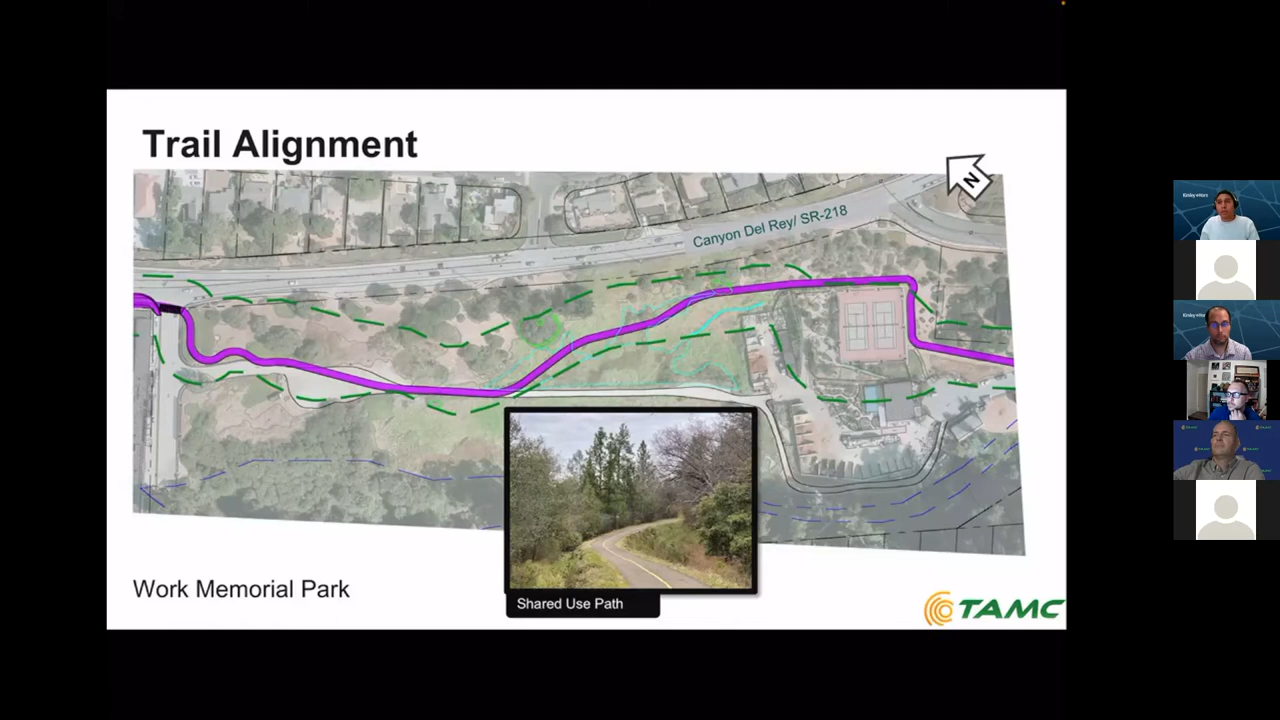 Trail Alignment
N
Canyon Del Rey/ SR-218
Work Memorial Park
Shared Use Path
TAMC